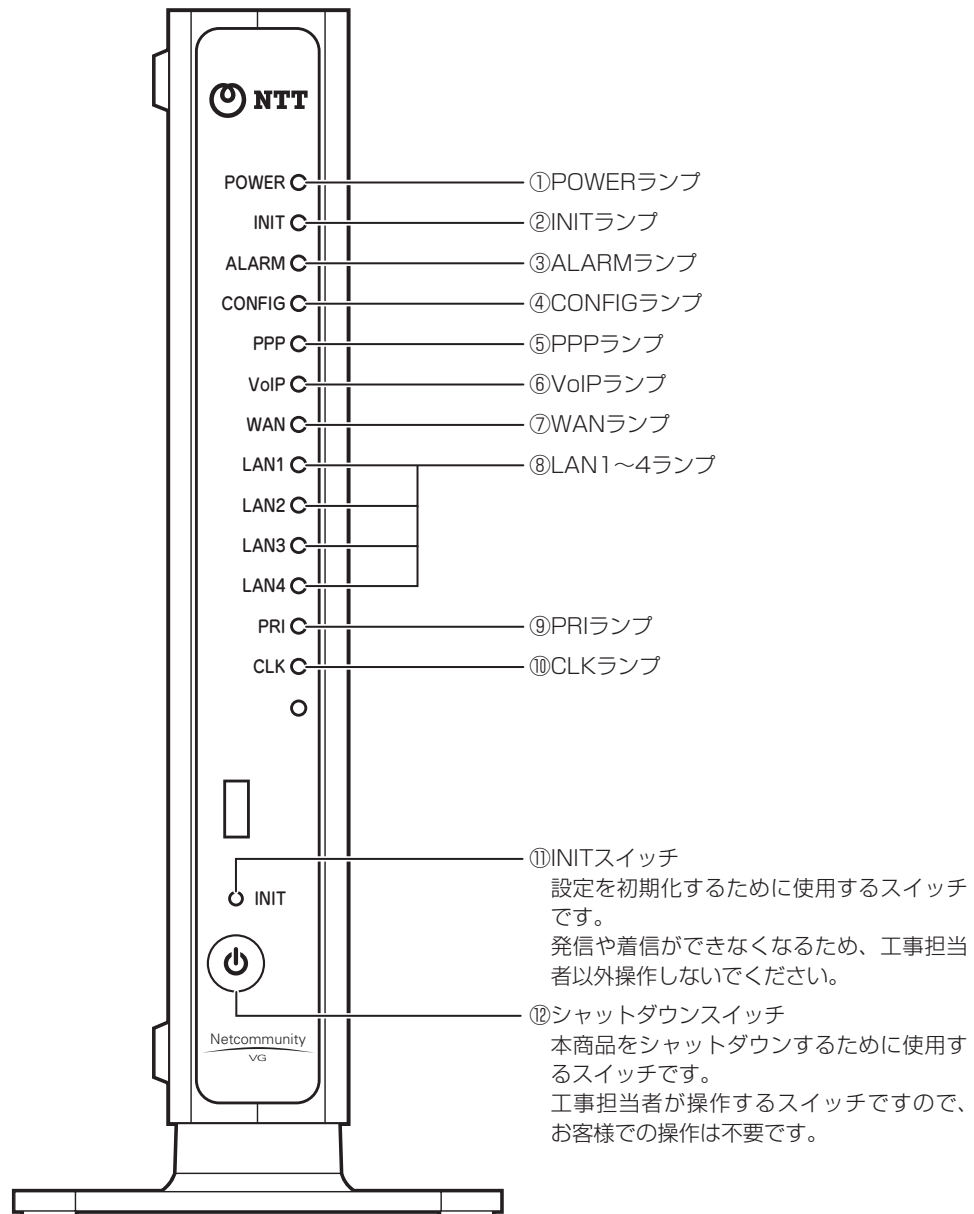 NTT
POWER
①POWERランプ
INIT
②INITランプ
ALARM
③ALARMランプ
CONFIG
④CONFIGランプ
PPP
⑤PPPランプ
VoIP
⑥VoIPランプ
WAN
⑦WANランプ
LAN1
⑧LAN1〜4ランプ
LAN2
LAN3
LAN4
PRI
⑨PRIランプ
CLK
⑩CLKランプ
⑪INITスイッチ
設定を初期化するために使用するスイッチ
です。
発信や着信ができなくなるため、工事担当
者以外操作しないでください。
INIT
⑫シャットダウンスイッチ
本商品をシャットダウンするために使用す
るスイッチです。
工事担当者が操作するスイッチですので、
お客様での操作は不要です。
Netcommunity
VG